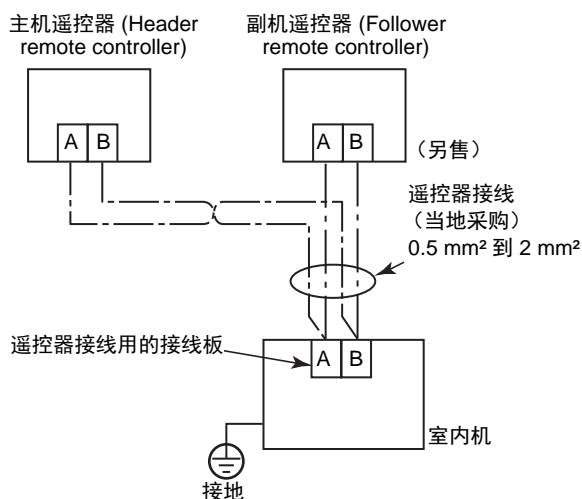 主机遥控器 (Header
remote controller)
副机遥控器 (Follower
remote controller)
A B
A B
（另售）
遥控器接线
（当地采购）
0.5 mm² 到 2 mm²
遥控器接线用的接线板
A B
室内机
接地